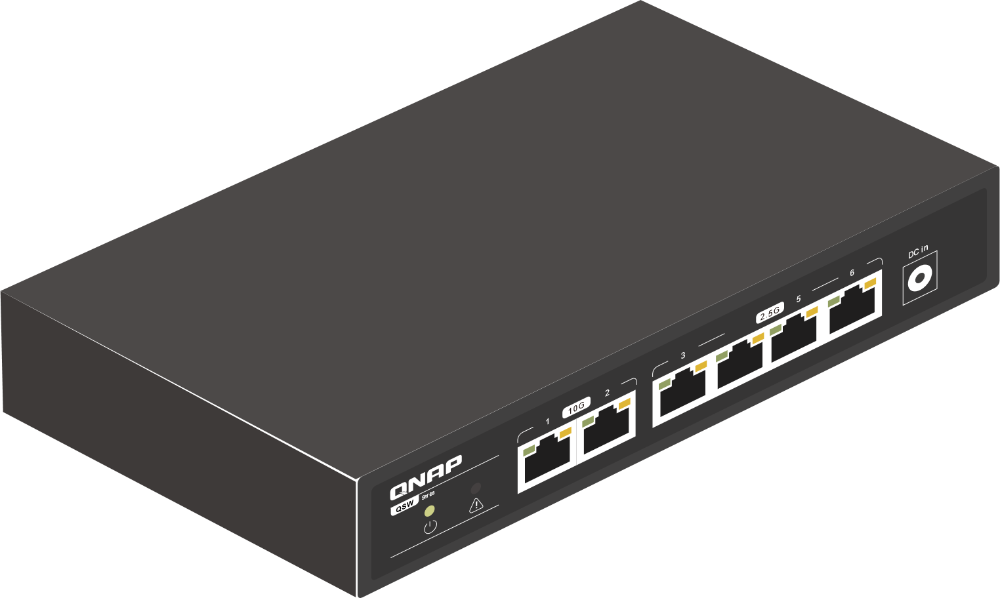 QNAP
QSW Series
1 10G 2
3 2.5G 5 6
DC in